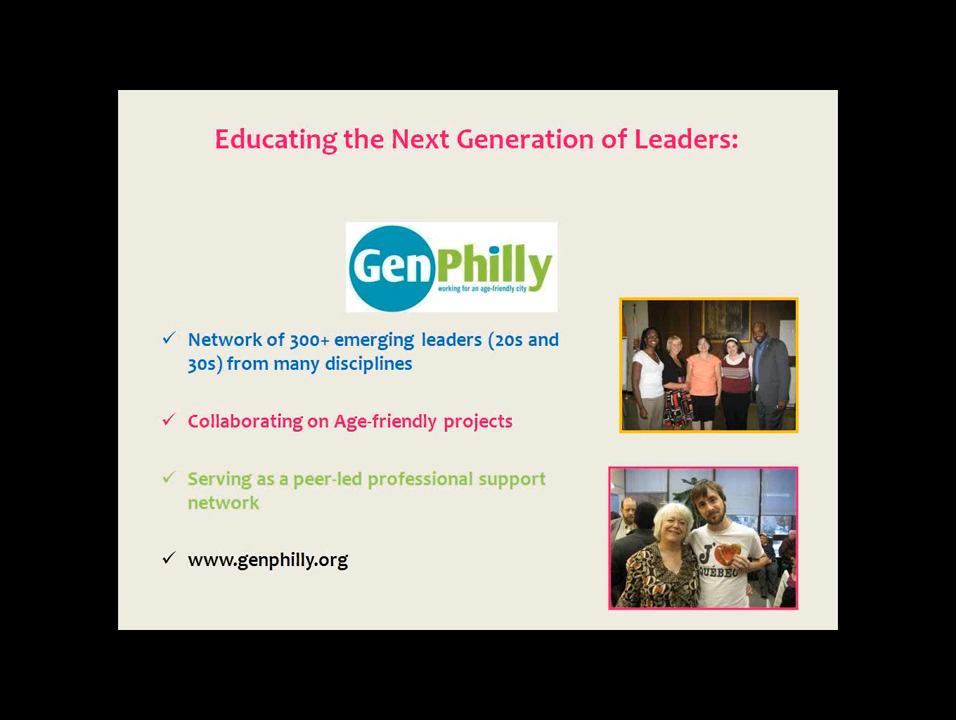 Educating the Next Generation of Leaders:
GenPhilly
working for an age-friendly city
✓ Network of 300+ emerging leaders (20s and
30s) from many disciplines
✓ Collaborating on Age-friendly projects
✓ Serving as a peer-led professional support
network
✓ www.genphilly.org
J'
QUÉBEC